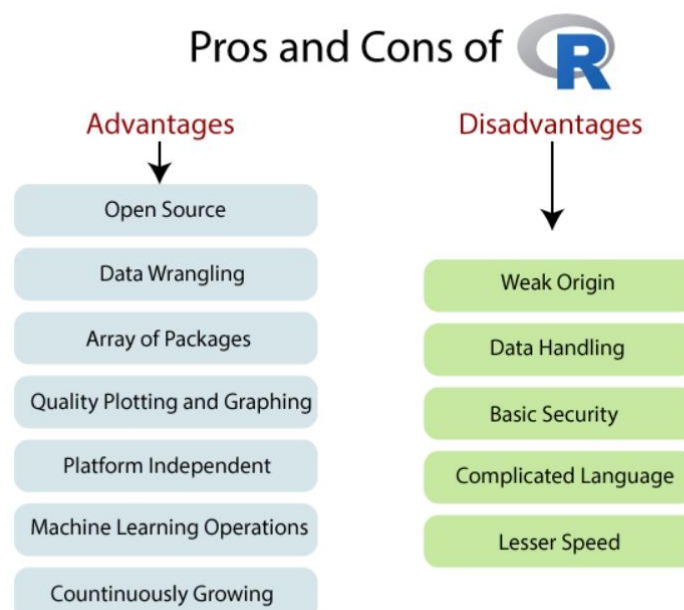 Pros and Cons of R
Advantages
Open Source
Data Wrangling
Array of Packages
Quality Plotting and Graphing
Platform Independent
Machine Learning Operations
Countinuously Growing
Disadvantages
Weak Origin
Data Handling
Basic Security
Complicated Language
Lesser Speed